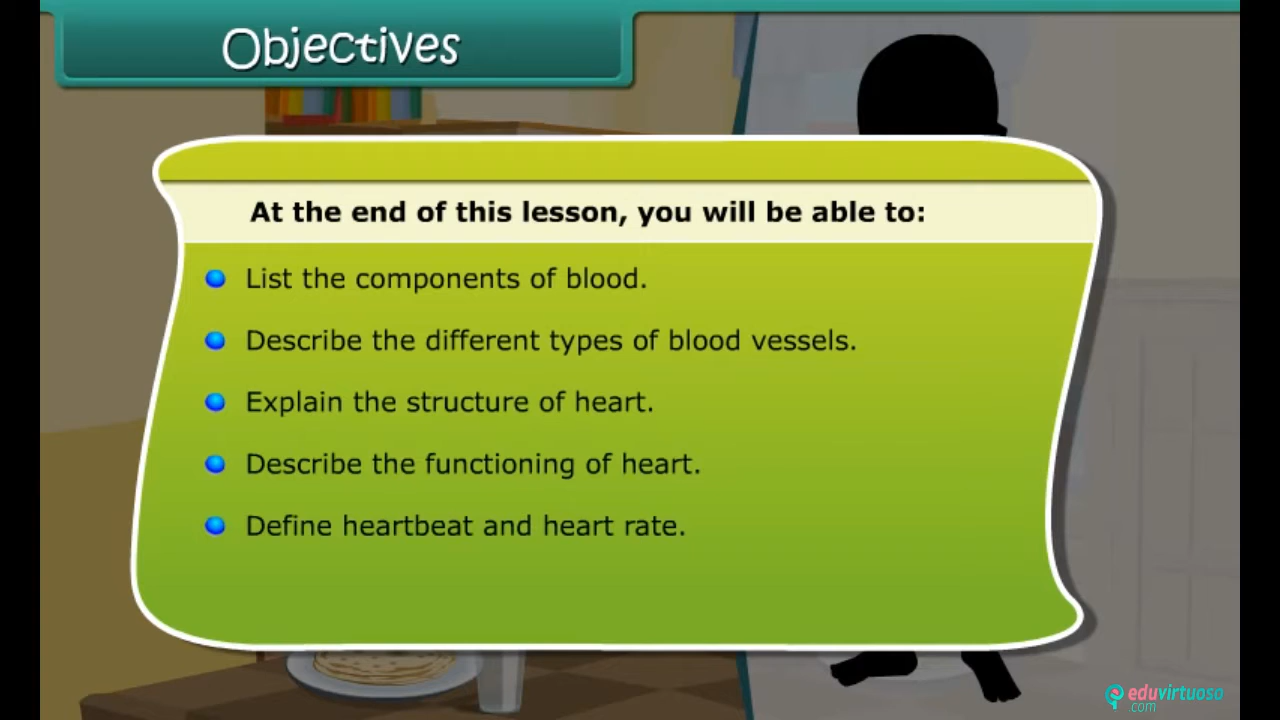 Objectives
At the end of this lesson, you will be able to:
List the components of blood.
Describe the different types of blood vessels.
Explain the structure of heart.
Describe the functioning of heart.
Define heartbeat and heart rate.
eduvirtuoso
.com